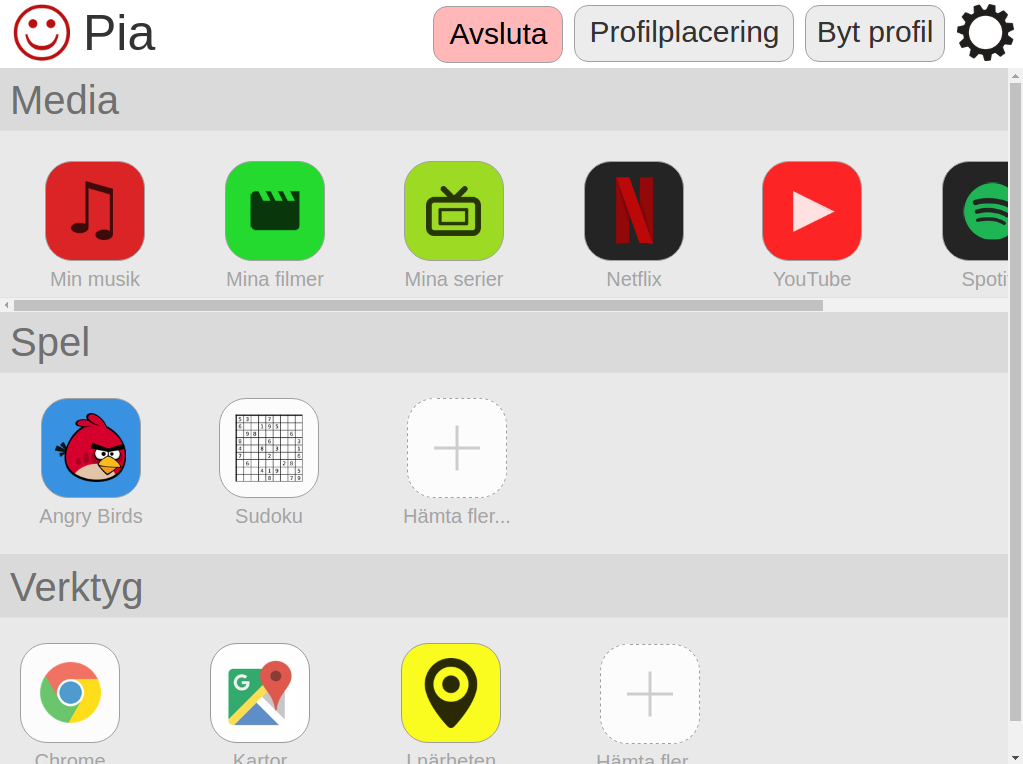 Pia
Avsluta
Profilplacering
Byt profil
Media
Min musik
Mina filmer
Mina serier
Netflix
YouTube
Spoti
Spel
Angry Birds
Sudoku
Hämta fler...
Verktyg
G
Chrome
Kartor
I närheten
Hämta fler